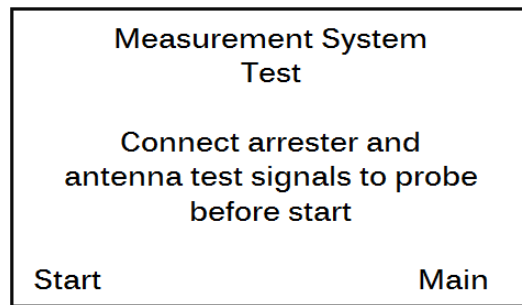 Measurement System
Test
Connect arrester and
antenna test signals to probe
before start
Start Main